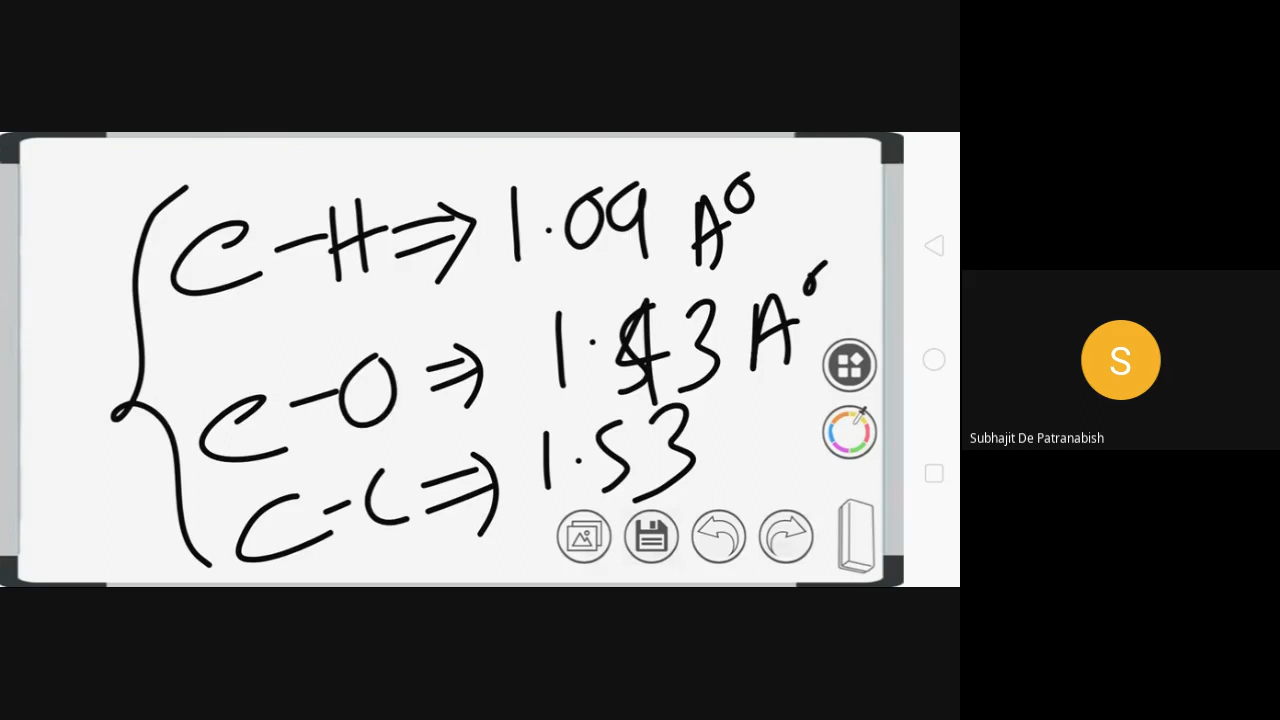 C-H⇒ 1.09 A°
C-O⇒ 1.43 A°
C-C⇒ 1.53
S
Subhajit De Patranabish